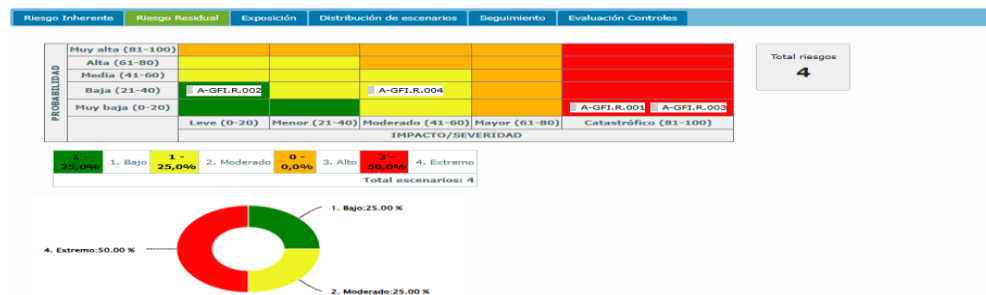 Riesgo Inherente Riesgo Residual Exposición Distribución de escenarios Seguimiento Evaluación Controles
PROBABILIDAD
Muy alta (81-100)
Alta (61-80)
Media (41-60)
Baja (21-40) A-GFI.R.002 A-GFI.R.004
Muy baja (0-20) A-GFI.R.001 A-GFI.R.003
Leve (0-20) Menor (21-40) Moderado (41-60) Mayor (61-80) Catastrófico (81-100)
IMPACTO/SEVERIDAD
Total riesgos
4
1 - 25,0% 1. Bajo 1 - 25,0% 2. Moderado 0 - 0,0% 3. Alto 2 - 50,0% 4. Extremo
Total escenarios: 4
1. Bajo:25.00 %
4. Extremo:50.00 %
2. Moderado:25.00 %